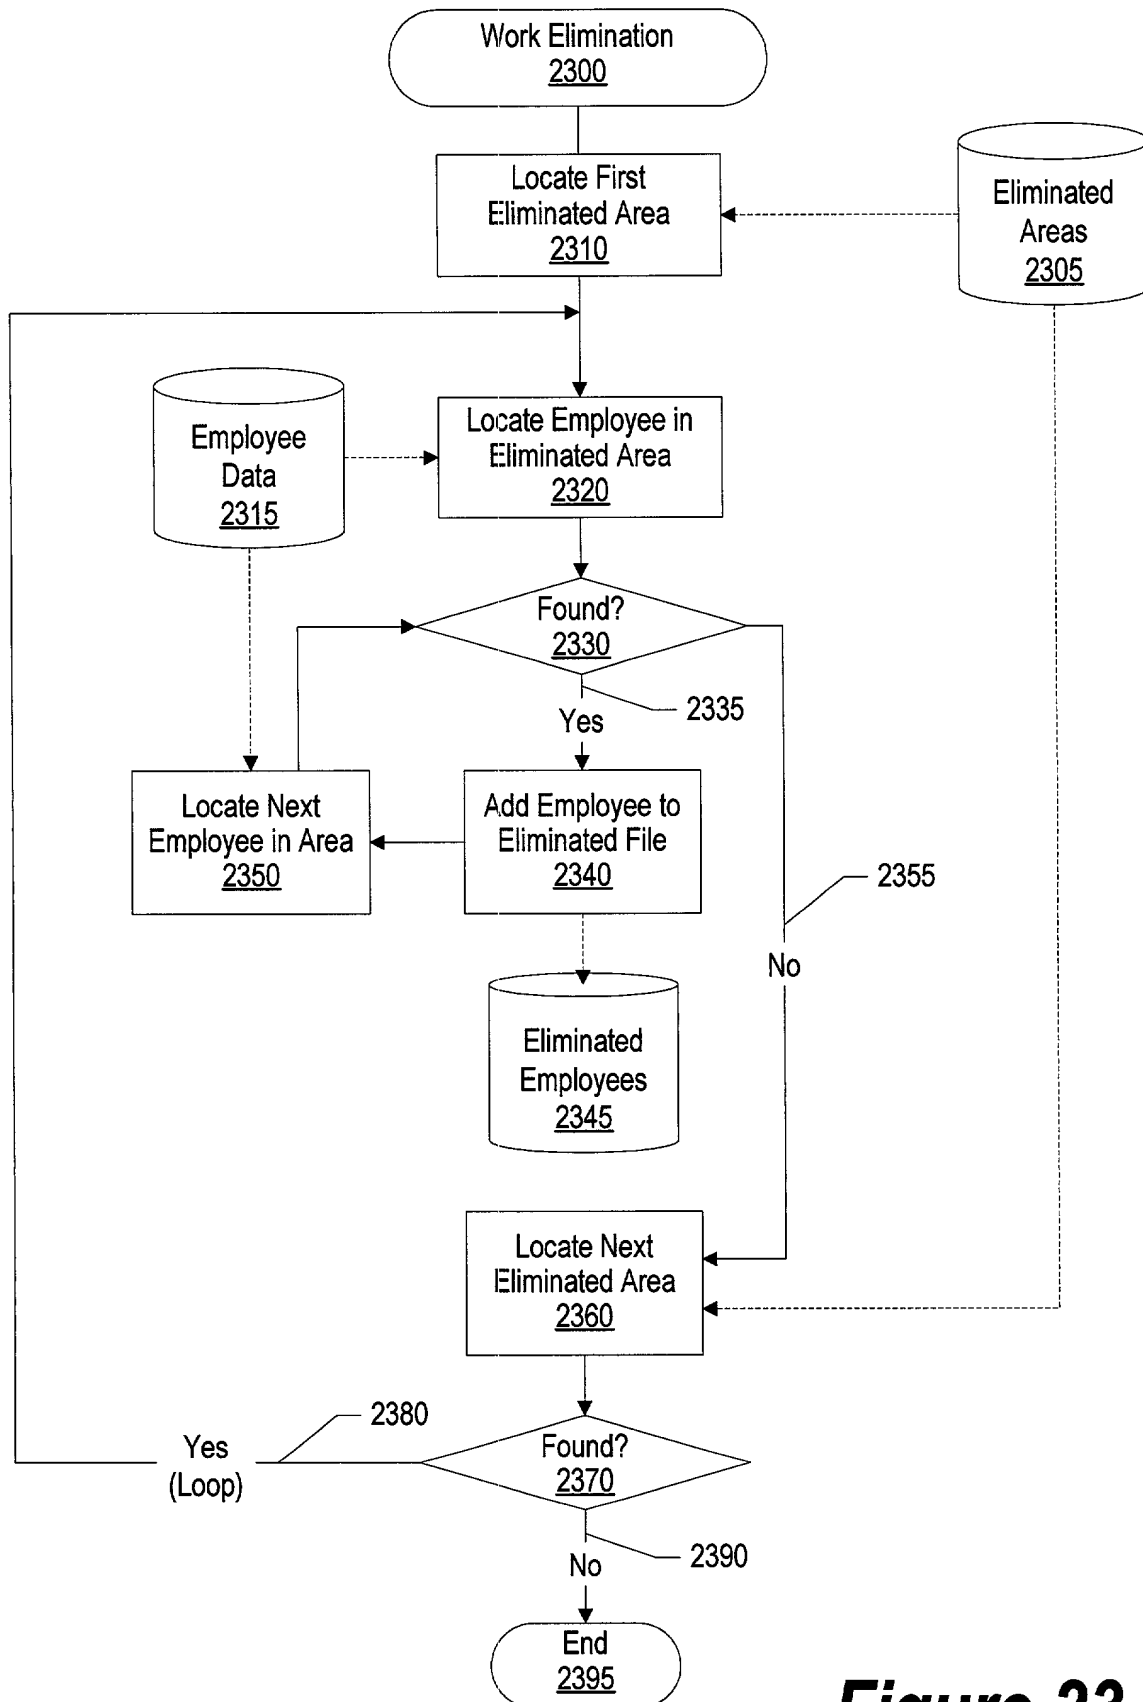 Work Elimination
2300
Locate First
Eliminated Area
2310
Eliminated
Areas
2305
Employee
Data
2315
Locate Employee in
Eliminated Area
2320
Found?
2330
2335
Yes
Locate Next
Employee in Area
2350
Add Employee to
Eliminated File
2340
2355
No
Eliminated
Employees
2345
Locate Next
Eliminated Area
2360
2380
Yes
(Loop)
Found?
2370
2390
No
End
2395
Figure 23